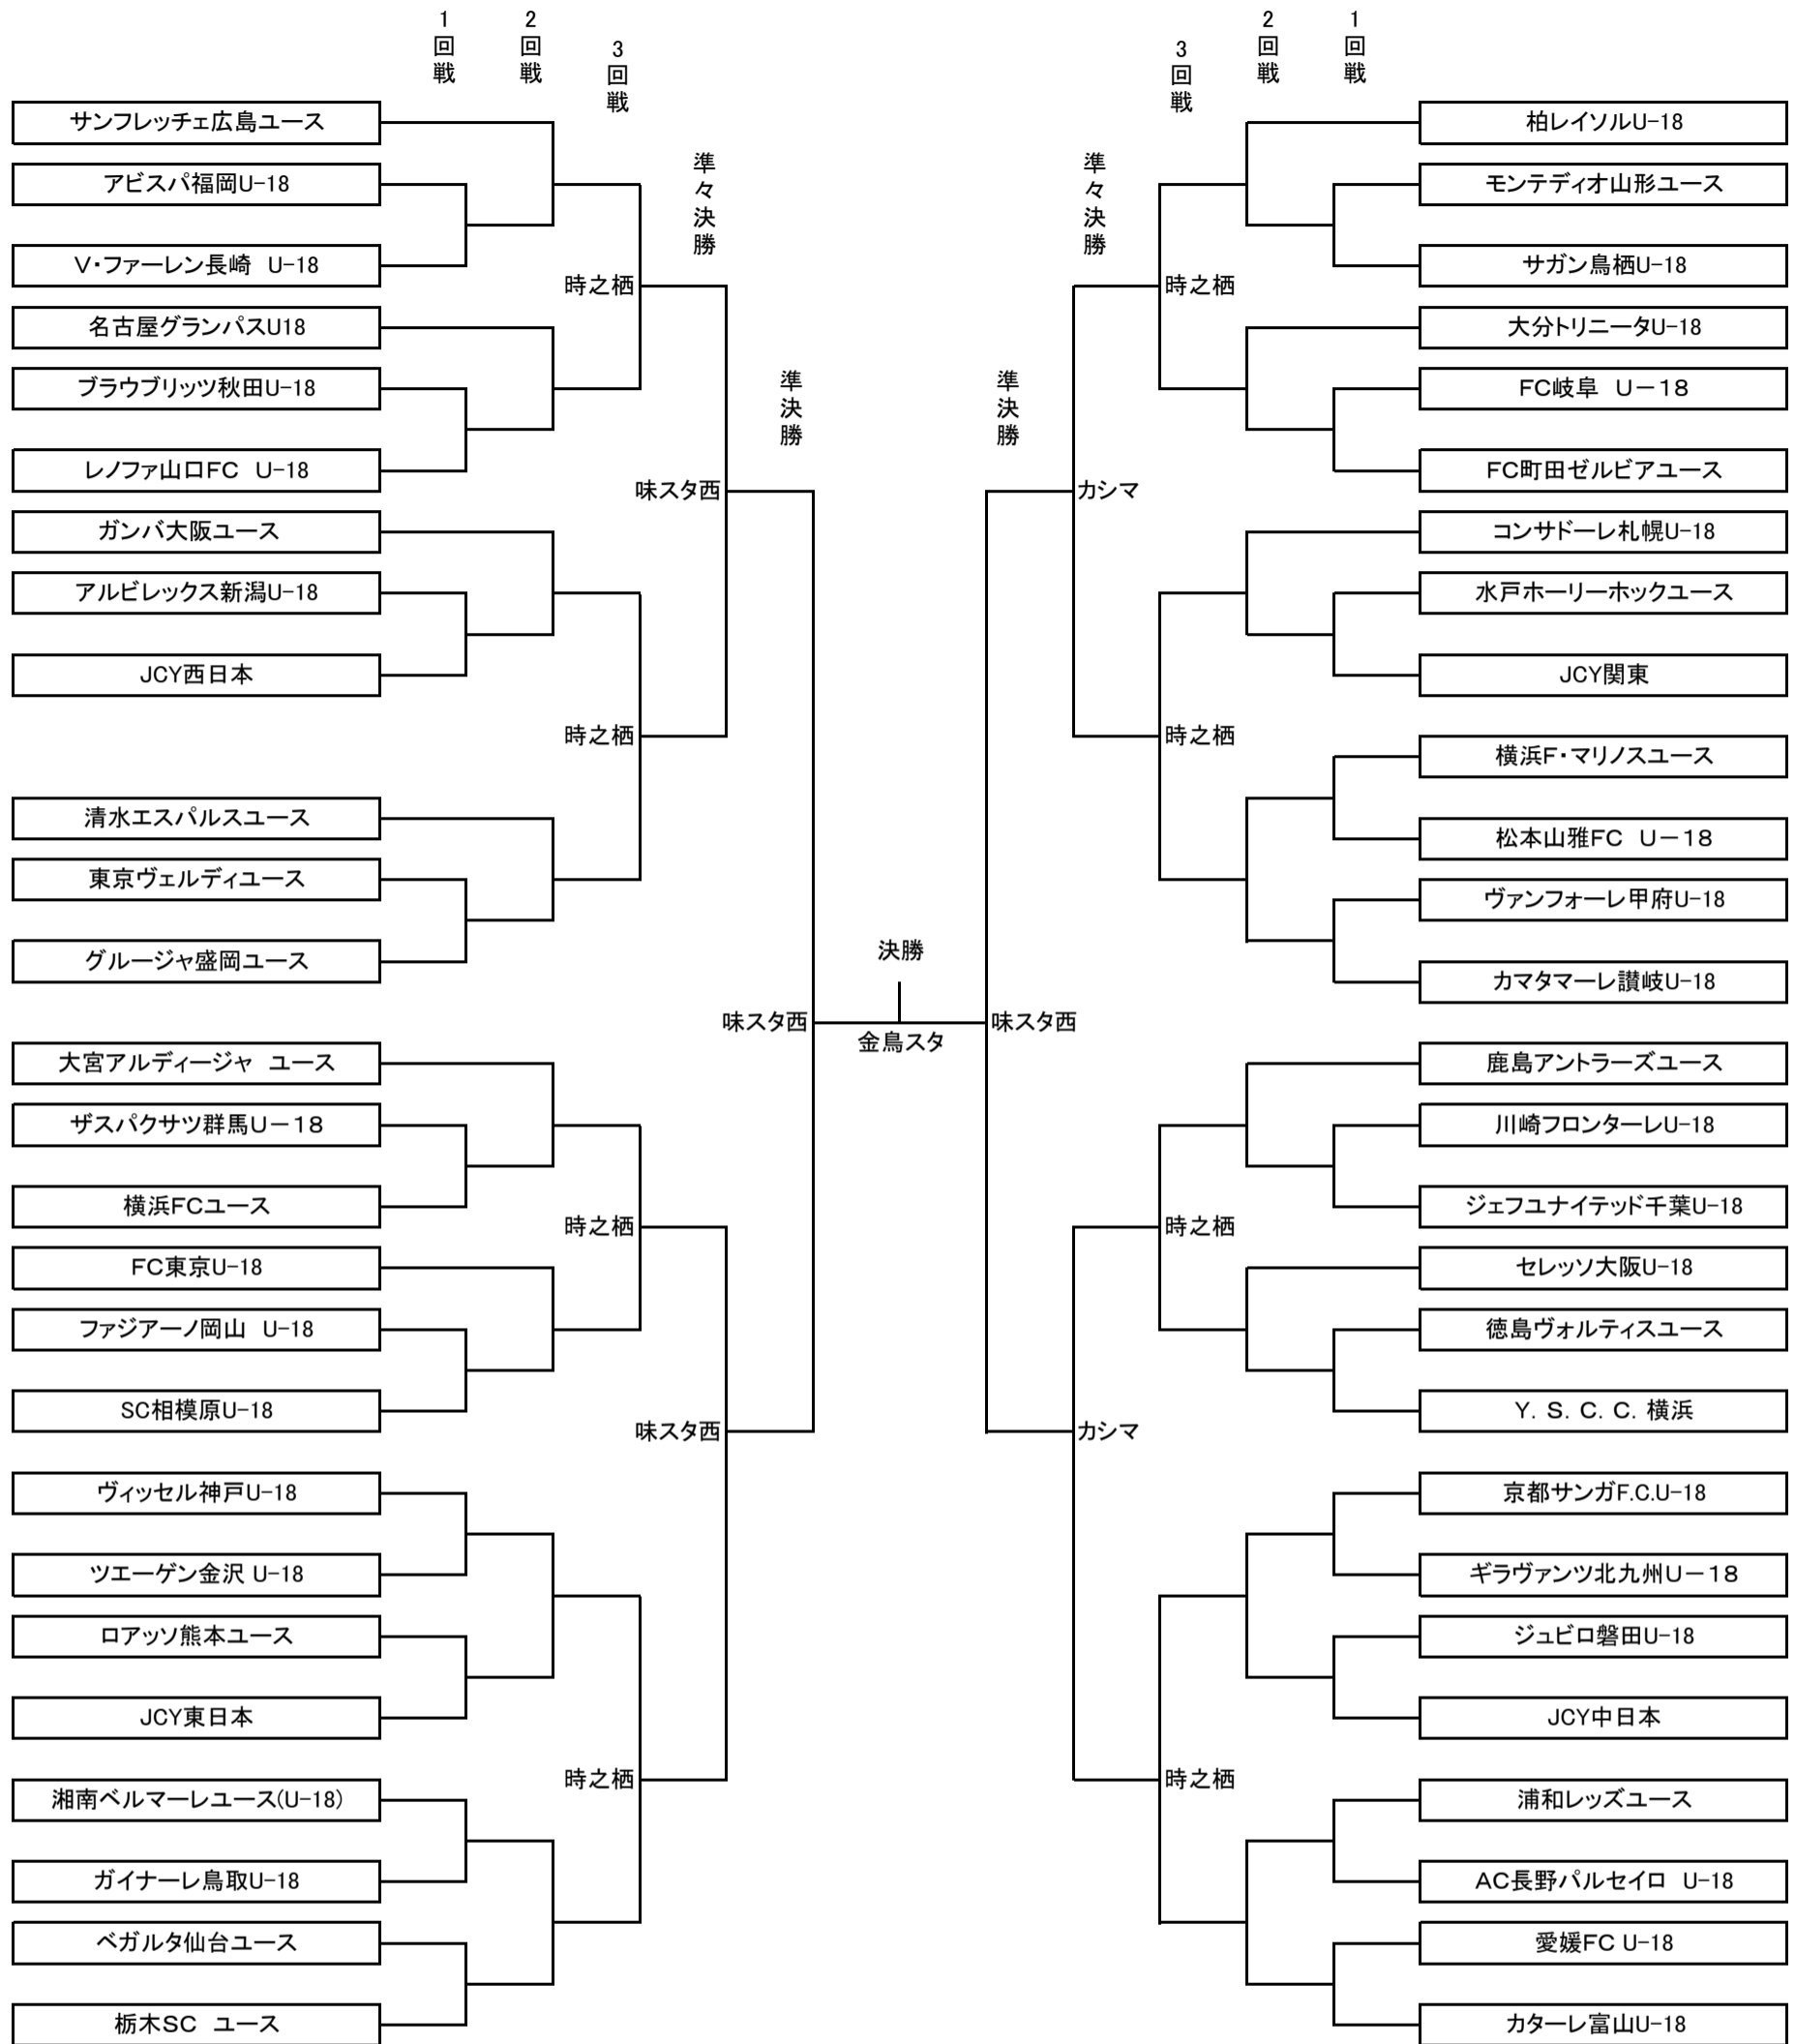 1回戦
2回戦
3回戦
準々決勝
準決勝
サンフレッチェ広島ユース
アビスパ福岡U-18
V・ファーレン長崎　U-18
名古屋グランパスU18
ブラウブリッツ秋田U-18
レノファ山口FC　U-18
ガンバ大阪ユース
アルビレックス新潟U-18
JCY西日本
清水エスパルスユース
東京ヴェルディユース
グルージャ盛岡ユース
大宮アルディージャ　ユース
ザスパクサツ群馬U－18
横浜FCユース
FC東京U-18
ファジアーノ岡山　U-18
SC相模原U-18
ヴィッセル神戸U-18
ツエーゲン金沢 U-18
ロアッソ熊本ユース
JCY東日本
湘南ベルマーレユース(U-18)
ガイナーレ鳥取U-18
ベガルタ仙台ユース
栃木SC　ユース
時之栖
時之栖
時之栖
時之栖
味スタ西
味スタ西
味スタ西
決勝
金鳥スタ
味スタ西
カシマ
カシマ
時之栖
時之栖
時之栖
時之栖
準決勝
準々決勝
3回戦
2回戦
1回戦
柏レイソルU-18
モンテディオ山形ユース
サガン鳥栖U-18
大分トリニータU-18
FC岐阜　U－18
FC町田ゼルビアユース
コンサドーレ札幌U-18
水戸ホーリーホックユース
JCY関東
横浜F・マリノスユース
松本山雅FC　U－18
ヴァンフォーレ甲府U-18
カマタマーレ讃岐U-18
鹿島アントラーズユース
川崎フロンターレU-18
ジェフユナイテッド千葉U-18
セレッソ大阪U-18
徳島ヴォルティスユース
Y．S．C．C．横浜
京都サンガF.C.U-18
ギラヴァンツ北九州U－18
ジュビロ磐田U-18
JCY中日本
浦和レッズユース
AC長野パルセイロ　U-18
愛媛FC U-18
カターレ富山U-18